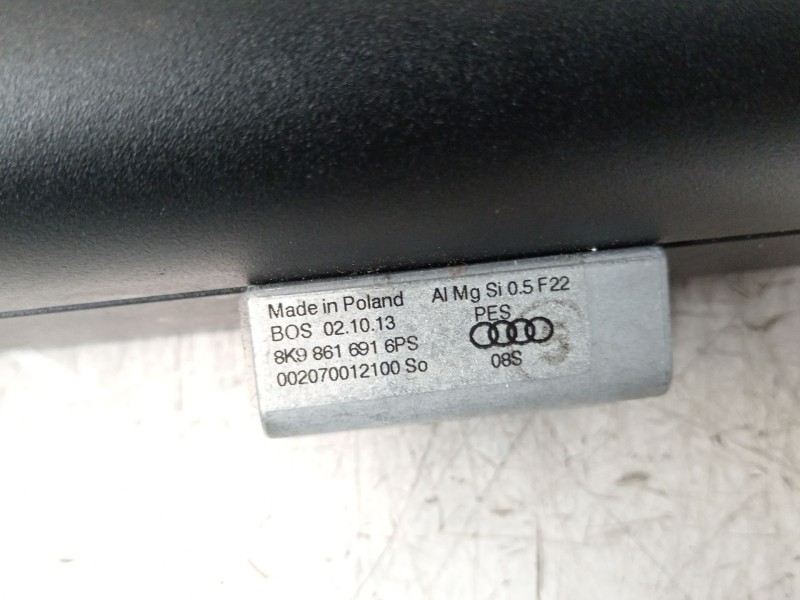 Made in Poland Al Mg Si 0.5 F22
BOS 02.10.13 PES
8K9 861 691 6PS
002070012100 So 08S